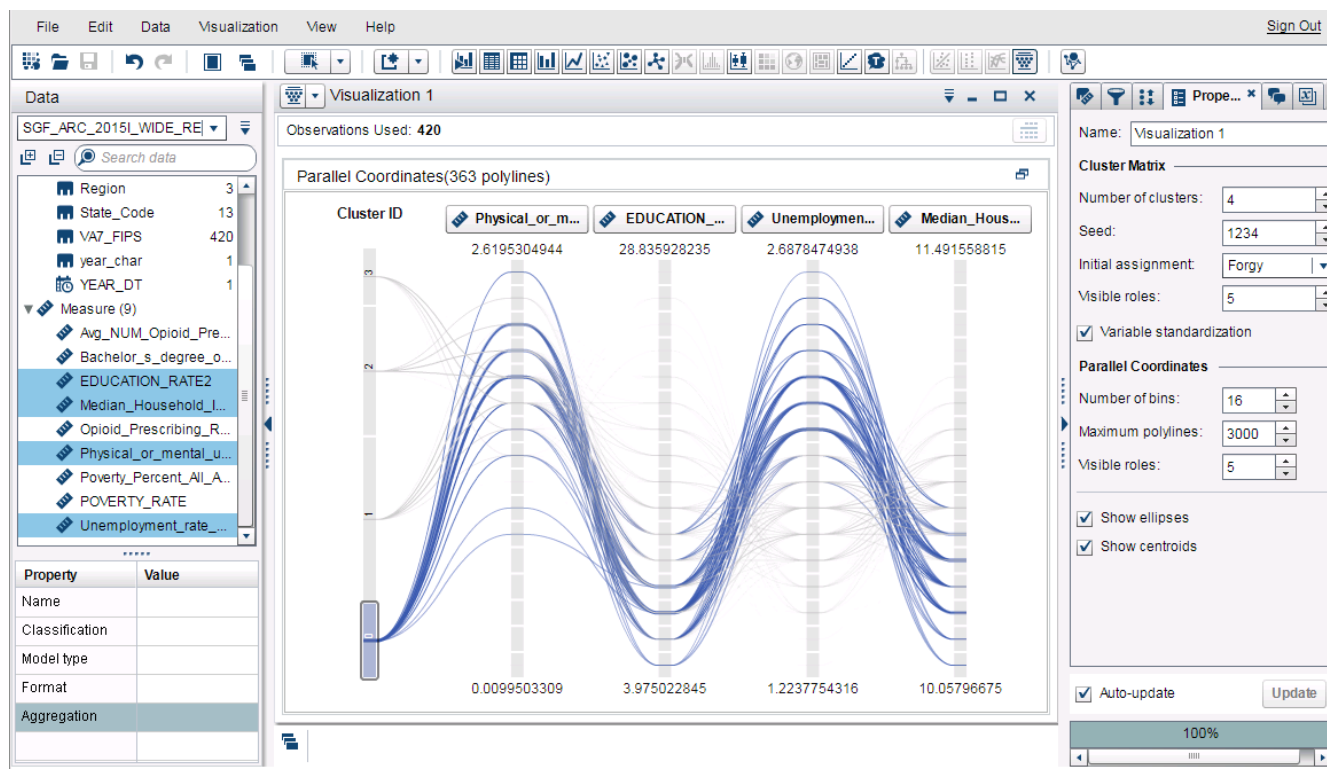 File Edit Data Visualization View Help Sign Out
Data
SGF_ARC_2015I_WIDE_RE
Search data
Region 3
State_Code 13
VA7_FIPS 420
year_char 1
YEAR_DT 1
Measure (9)
Avg_NUM_Opioid_Pre...
Bachelor_s_degree_o...
EDUCATION_RATE2
Median_Household_I...
Opioid_Prescribing_R...
Physical_or_mental_u...
Poverty_Percent_All_A...
POVERTY_RATE
Unemployment_rate_...
Property Value
Name
Classification
Model type
Format
Aggregation
Visualization 1
Observations Used: 420
Parallel Coordinates(363 polylines)
Cluster ID Physical_or_m... EDUCATION_... Unemploymen... Median_Hous...
2.6195304944 28.835928235 2.6878474938 11.491558815
3
2
1
0
0.0099503309 3.975022845 1.2237754316 10.05796675
Prope...
Name: Visualization 1
Cluster Matrix
Number of clusters: 4
Seed: 1234
Initial assignment: Forgy
Visible roles: 5
Variable standardization
Parallel Coordinates
Number of bins: 16
Maximum polylines: 3000
Visible roles: 5
Show ellipses
Show centroids
Auto-update Update
100%